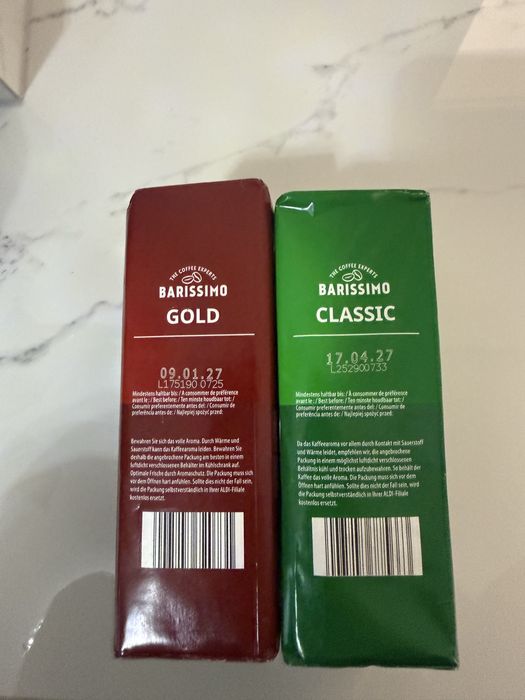 THE COFFEE EXPERTS
BARISSIMO
GOLD
09.01.27
L175190 0725
Mindestens haltbar bis: / A consommer de préférence
avant le: / Best before: / Ten minste houdbaar tot: /
Consumir preferentemente antes del: / Consumir de
preferência antes de: / Najlepiej spożyć przed:
Bewahren Sie sich das volle Aroma. Durch Wärme und
Sauerstoff kann das Kaffeearoma leiden. Bewahren Sie
deshalb die angebrochene Packung am besten in einem
luftdicht verschlossenen Behälter im Kühlschrank auf.
Optimale Frische durch Aromaschutz. Die Packung muss sich
vor dem Öffnen hart anfühlen. Sollte dies nicht der Fall sein,
wird die Packung selbstverständlich in Ihrer ALDI-Filiale
kostenlos ersetzt.
THE COFFEE EXPERTS
BARISSIMO
CLASSIC
17.04.27
L252900733
Mindestens haltbar bis: / A consommer de préférence
avant le: / Best before: / Ten minste houdbaar tot: /
Consumir preferentemente antes del: / Consumir de
preferência antes de: / Najlepiej spożyć przed:
Da das Kaffeearoma vor allem durch Kontakt mit Sauerstoff
und Wärme leidet, empfehlen wir, die angebrochene
Packung in einem möglichst luftdicht verschlossenen
Behältnis kühl und trocken aufzubewahren. So behält der
Kaffee das volle Aroma. Die Packung muss sich vor dem
Öffnen hart anfühlen. Sollte dies nicht der Fall sein, wird
die Packung selbstverständlich in Ihrer ALDI-Filiale
kostenlos ersetzt.